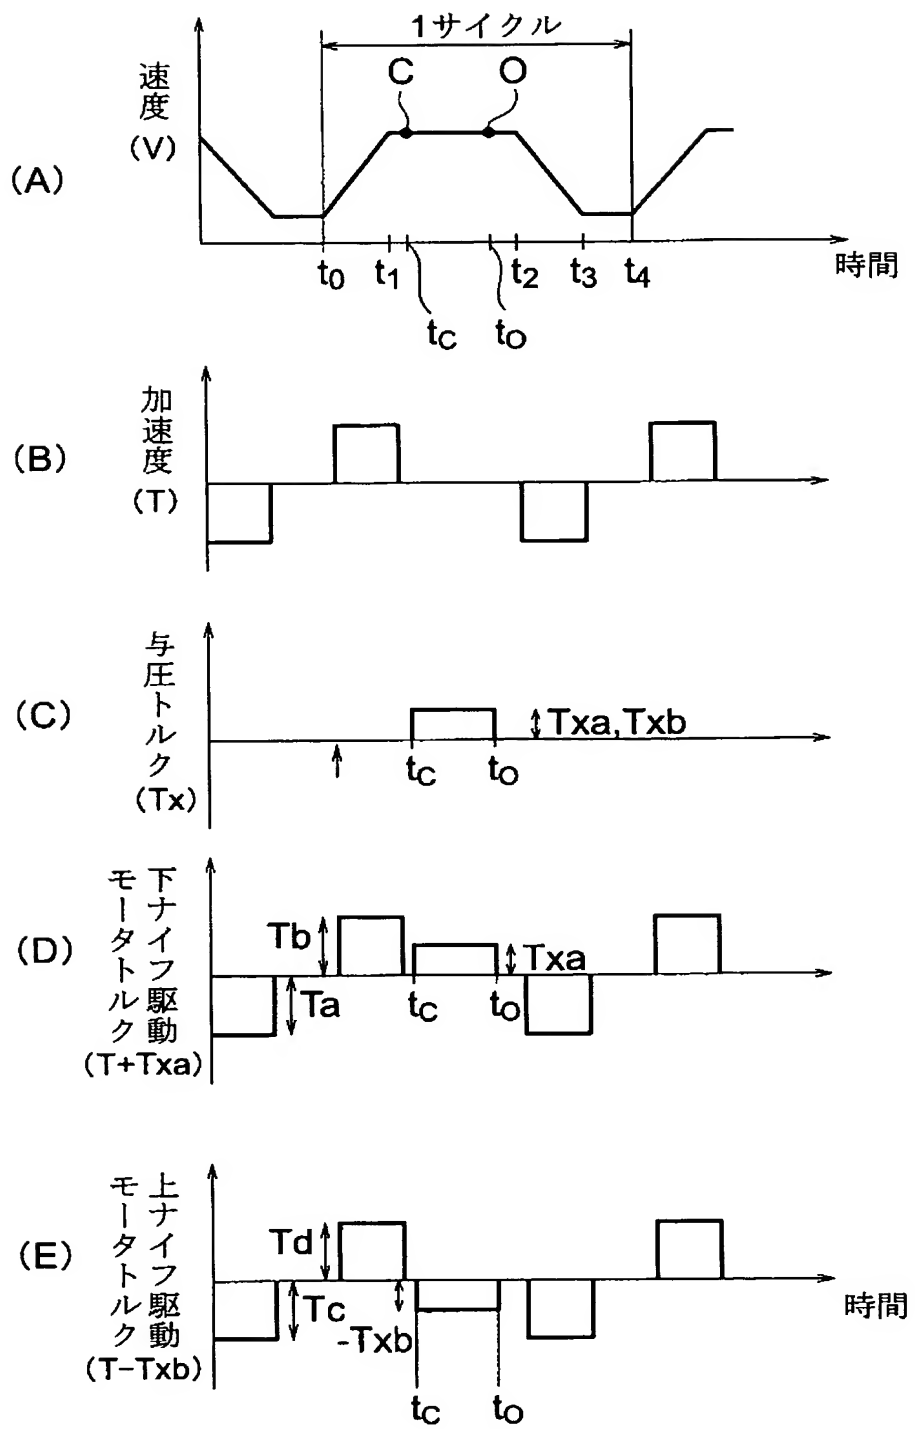 1サイクル
C
O
速度
(V)
(A)
t0
t1
t2
t3
t4
時間
tC
tO
加速度
(T)
(B)
与圧トルク
(Tx)
(C)
Txa,Txb
tC
tO
下ナイフ駆動
モータトルク
(T+Txa)
(D)
Tb
Txa
Ta
tC
tO
上ナイフ駆動
モータトルク
(T−Txb)
(E)
Td
Tc
-Txb
時間
tC
tO